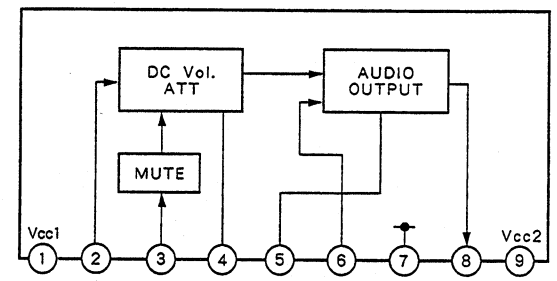 DC Vol.
ATT
AUDIO
OUTPUT
MUTE
Vcc1
Vcc2
1 2 3 4 5 6 7 8 9